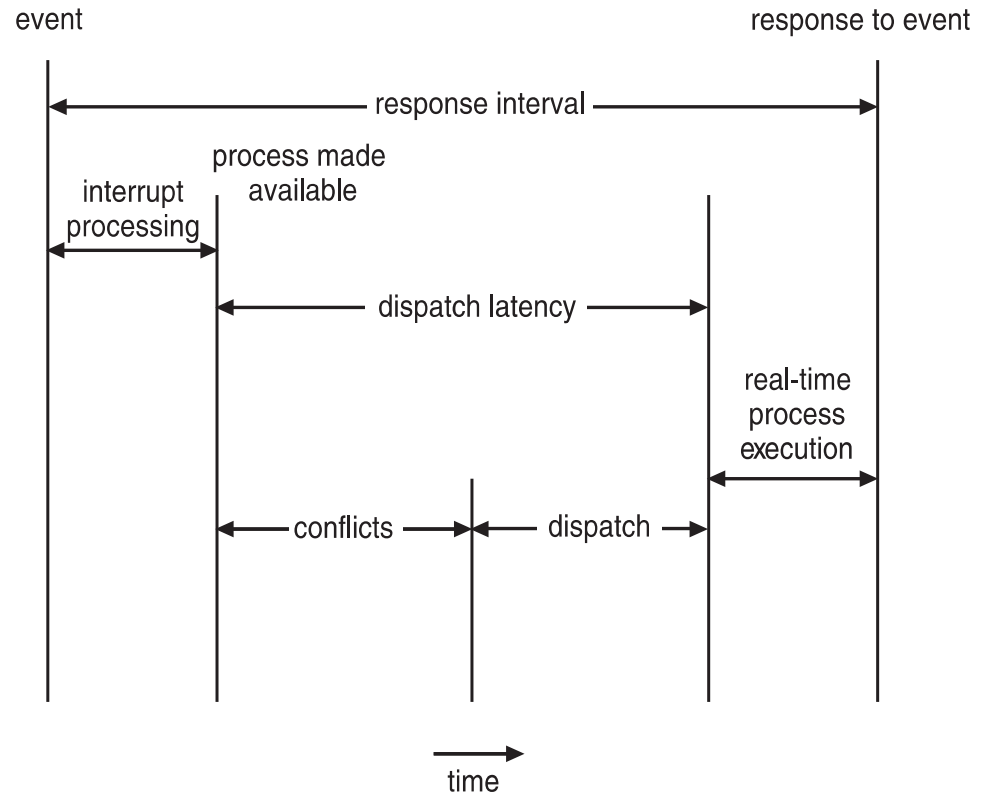 event
response to event
response interval
process made
available
interrupt
processing
dispatch latency
real-time
process
execution
conflicts
dispatch
time